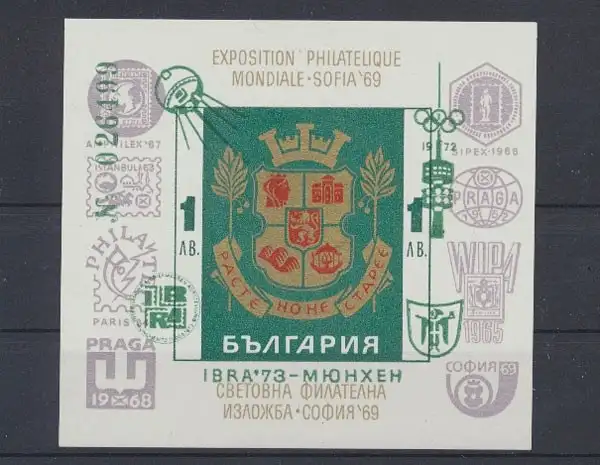 EXPOSITION PHILATELIQUE
MONDIALE·SOFIA'69
№ 026499
AMPHILEX'67
ISTANBUL'63
PHILATEC
PARIS
PRAGA
1968
1972
SIPEX-1966
PRAGA
1962
WIPA
1965
СОФИЯ 69
1
ЛВ.
1
ЛВ.
РАСТЕ НО НЕ СТАРЕЕ
IBRA
БЪЛГАРИЯ
IBRA'73-МЮНХЕН
СВЕТОВНА ФИЛАТЕЛНА
ИЗЛОЖБА·СОФИЯ'69